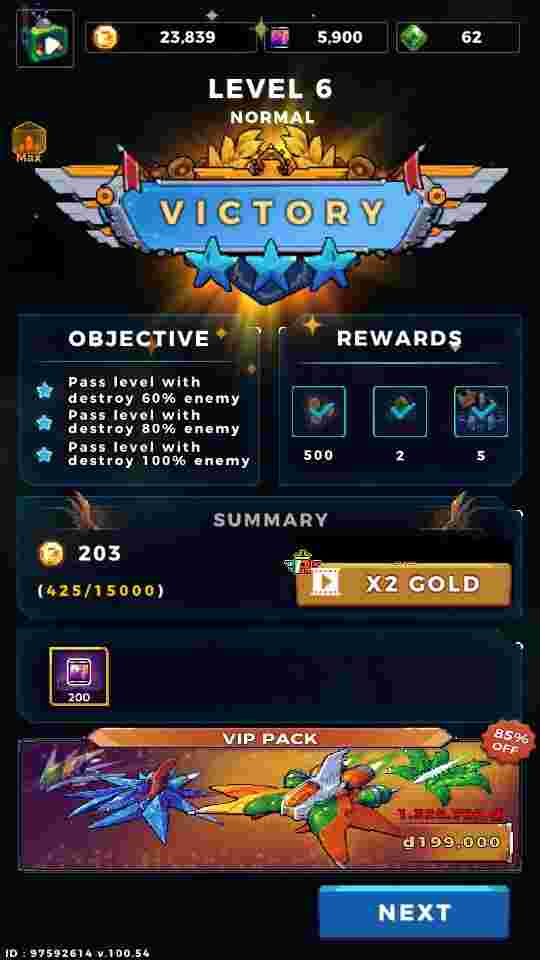 23,839
5,900
62
LEVEL 6
NORMAL
Max
VICTORY
OBJECTIVE
Pass level with
destroy 60% enemy
Pass level with
destroy 80% enemy
Pass level with
destroy 100% enemy
REWARDS
500
2
5
SUMMARY
203
(425/15000)
X2 GOLD
200
VIP PACK
85%
OFF
đ199,000
NEXT
ID : 97592614 v.100.54